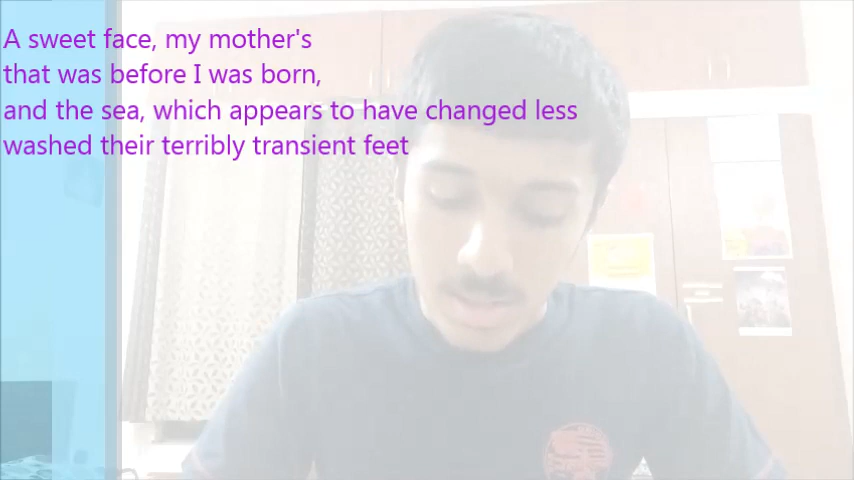 A sweet face, my mother's
that was before I was born,
and the sea, which appears to have changed less
washed their terribly transient feet